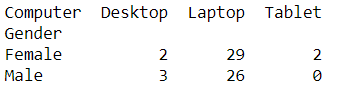 Computer  Desktop  Laptop  Tablet
Gender
Female          2      29       2
Male            3      26       0